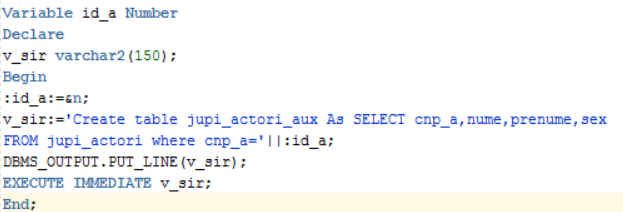 Variable id_a Number
Declare
v_sir varchar2(150);
Begin
:id_a:=&n;
v_sir:='Create table jupi_actori_aux As SELECT cnp_a,nume,prenume,sex
FROM jupi_actori where cnp_a='||:id_a;
DBMS_OUTPUT.PUT_LINE(v_sir);
EXECUTE IMMEDIATE v_sir;
End;